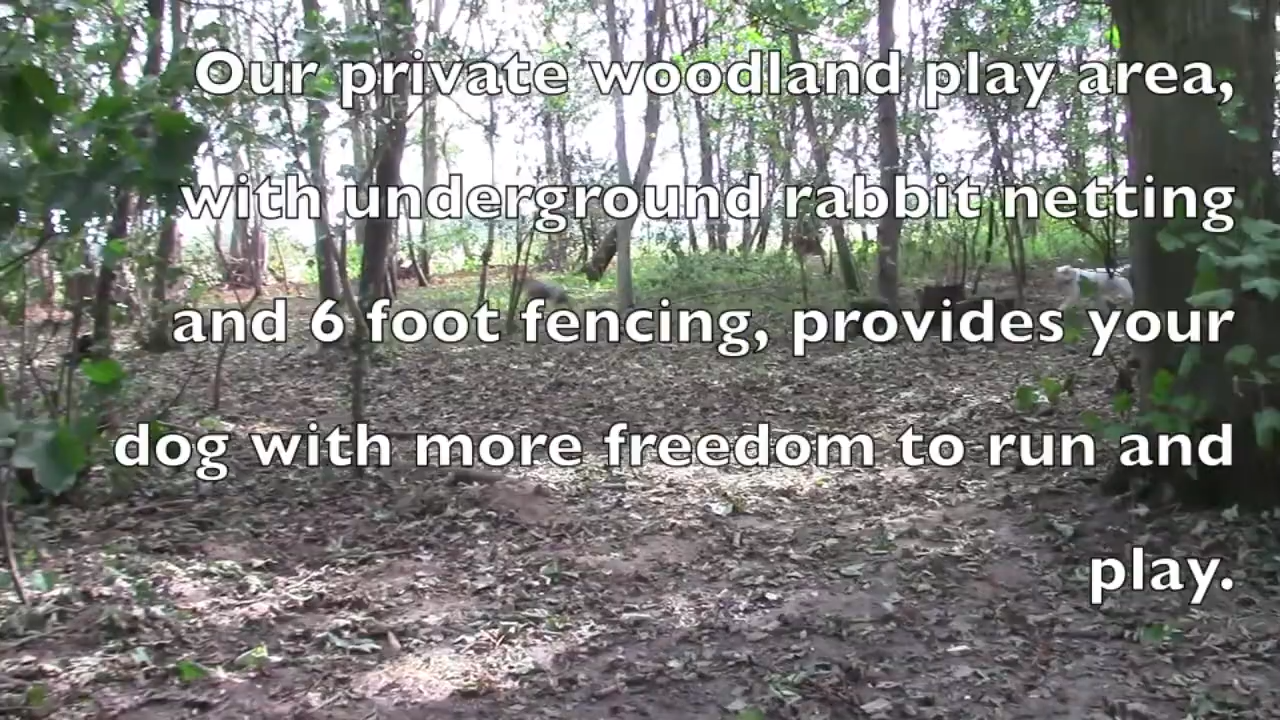 Our private woodland play area,
with underground rabbit netting
and 6 foot fencing, provides your
dog with more freedom to run and
play.